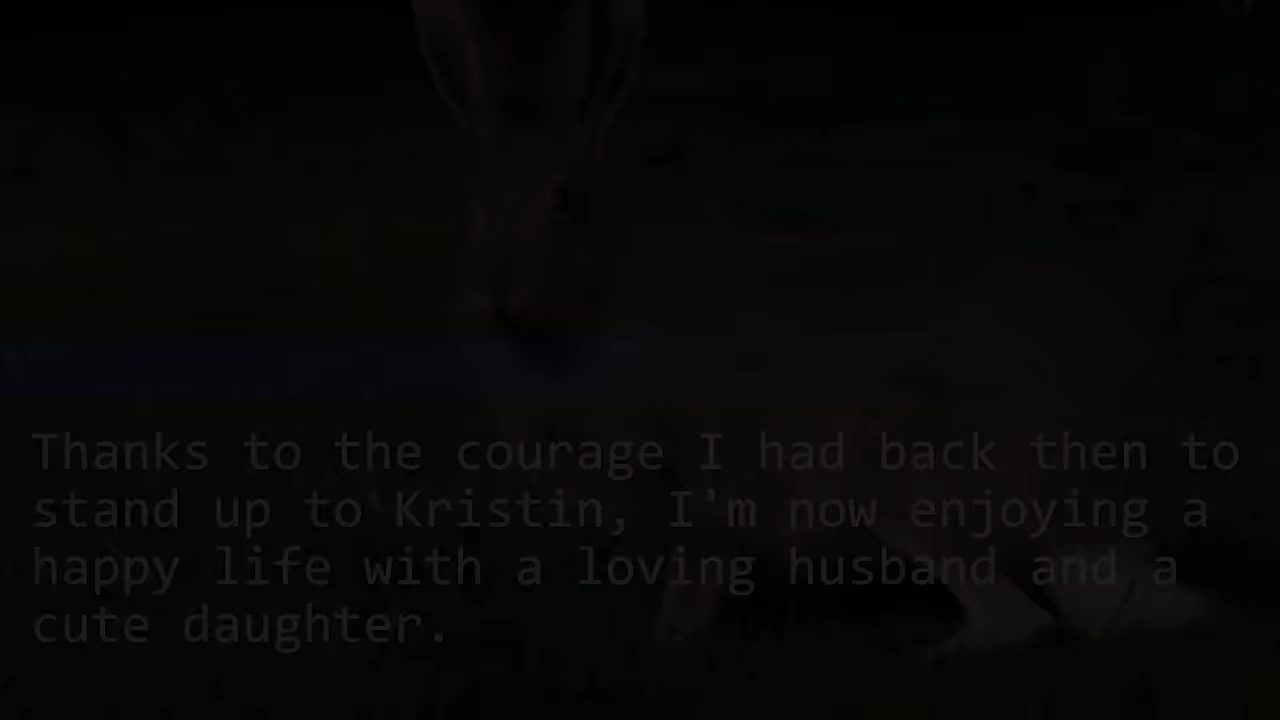 Thanks to the courage I had back then to
stand up to Kristin, I'm now enjoying a
happy life with a loving husband and a
cute daughter.